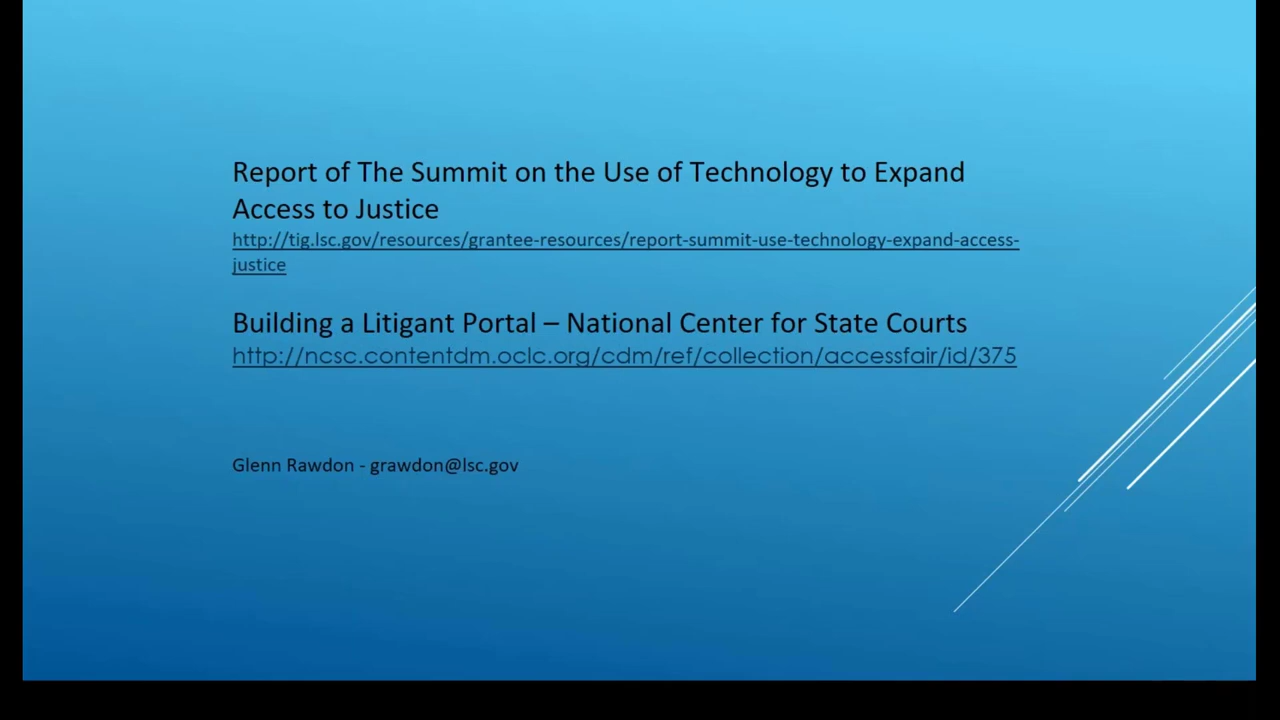 Report of The Summit on the Use of Technology to Expand
Access to Justice
http://tig.lsc.gov/resources/grantee-resources/report-summit-use-technology-expand-access-
justice
Building a Litigant Portal – National Center for State Courts
http://ncsc.contentdm.oclc.org/cdm/ref/collection/accessfair/id/375
Glenn Rawdon - grawdon@lsc.gov